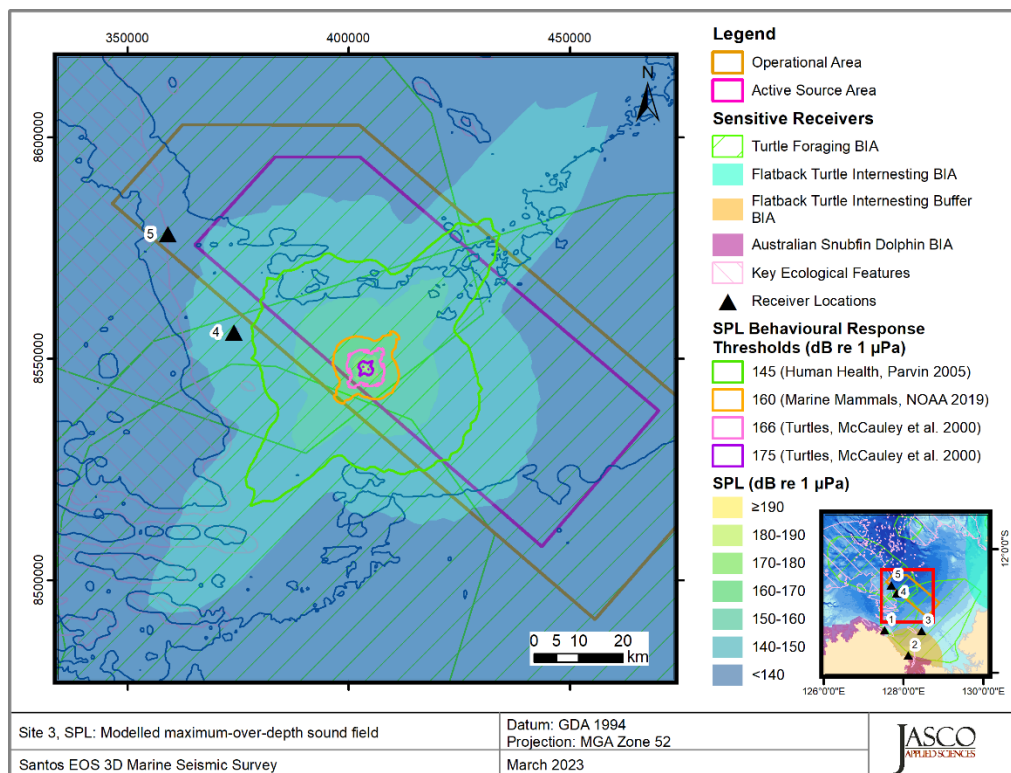 350000
400000
450000
8600000
8550000
8500000
N
5
4
0 5 10 20
km
Legend
Operational Area
Active Source Area
Sensitive Receivers
Turtle Foraging BIA
Flatback Turtle Internesting BIA
Flatback Turtle Internesting Buffer
BIA
Australian Snubfin Dolphin BIA
Key Ecological Features
Receiver Locations
SPL Behavioural Response
Thresholds (dB re 1 µPa)
145 (Human Health, Parvin 2005)
160 (Marine Mammals, NOAA 2019)
166 (Turtles, McCauley et al. 2000)
175 (Turtles, McCauley et al. 2000)
SPL (dB re 1 µPa)
≥190
180-190
170-180
160-170
150-160
140-150
<140
5
4
1
3
2
12°0'0"S
126°0'0"E
128°0'0"E
130°0'0"E
Site 3, SPL: Modelled maximum-over-depth sound field
Santos EOS 3D Marine Seismic Survey
Datum: GDA 1994
Projection: MGA Zone 52
March 2023
JASCO
APPLIED SCIENCES